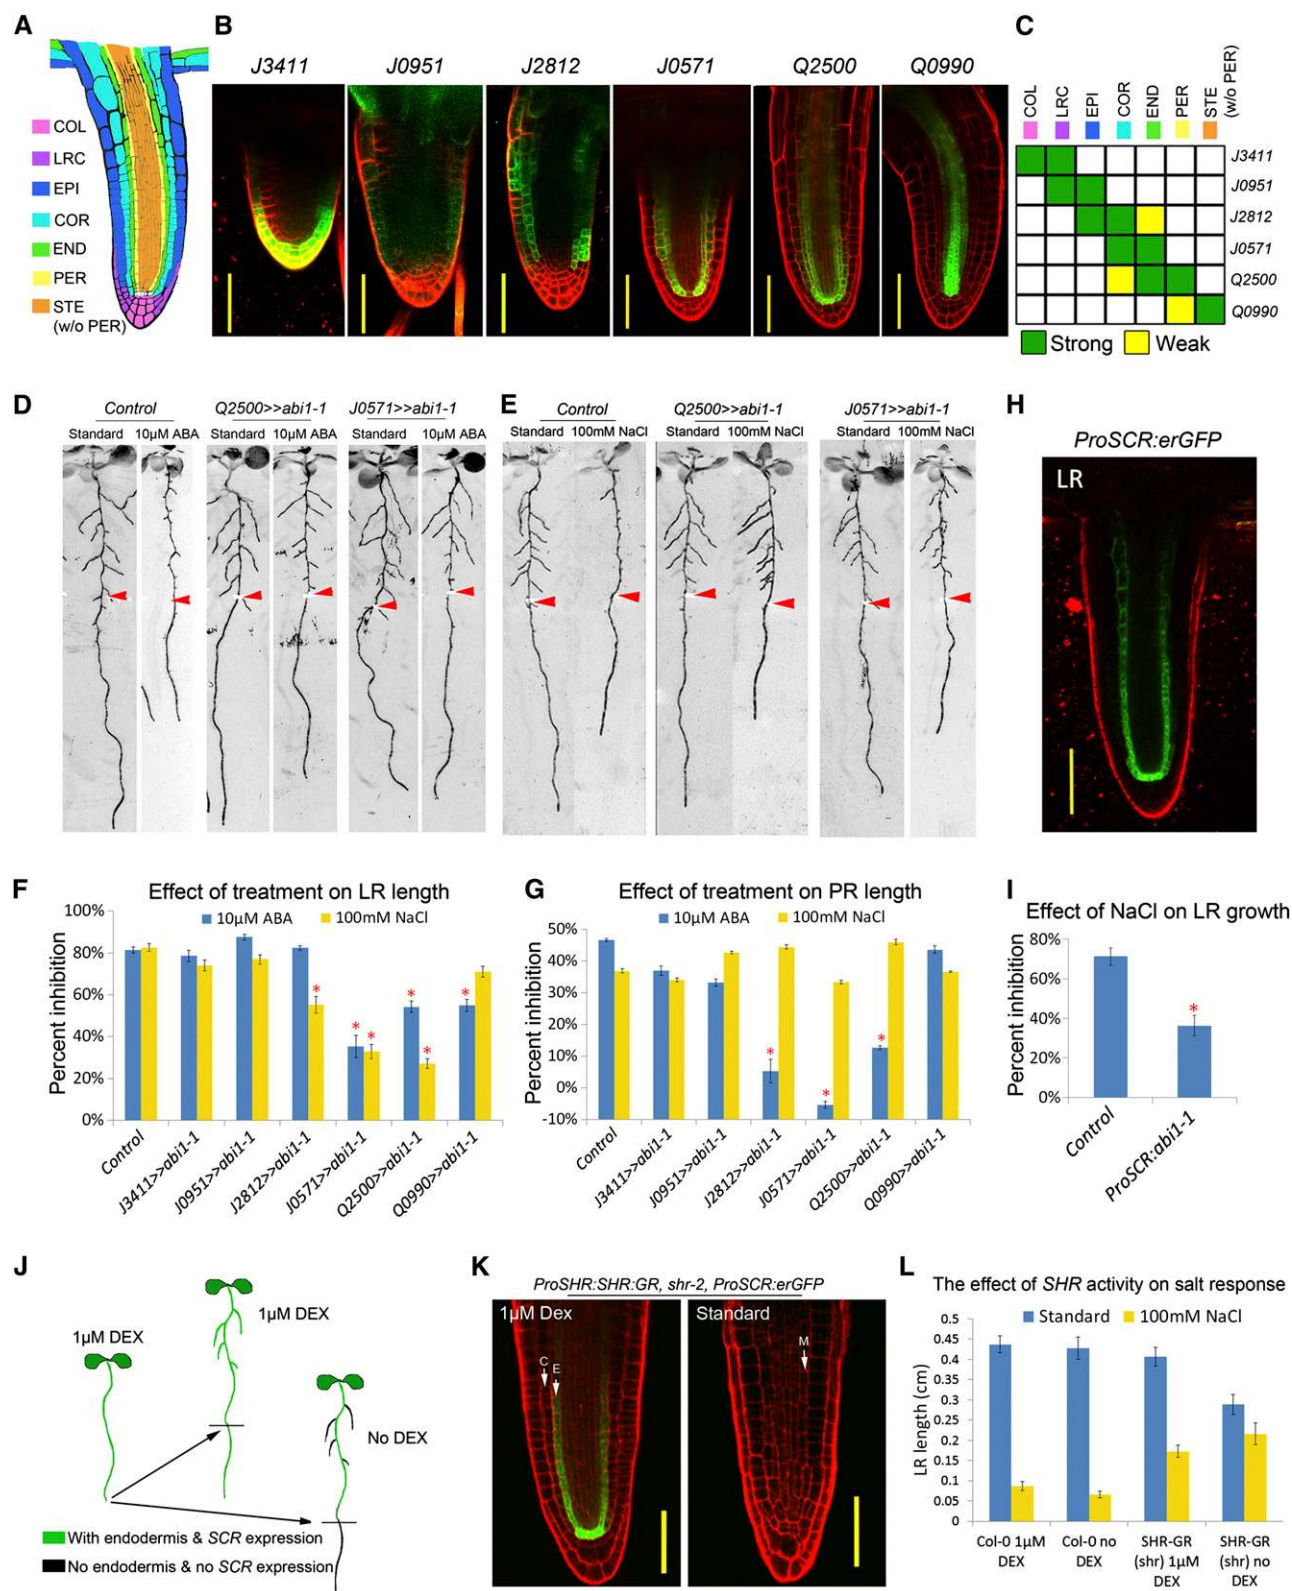 A
COL
LRC
EPI
COR
END
PER
STE
(w/o PER)
B
J3411
J0951
J2812
J0571
Q2500
Q0990
C
COL
LRC
EPI
COR
END
PER
STE
(w/o PER)
J3411
J0951
J2812
J0571
Q2500
Q0990
Strong
Weak
D
Control
Q2500>>abi1-1
J0571>>abi1-1
Standard
10µM ABA
Standard
10µM ABA
Standard
10µM ABA
E
Control
Q2500>>abi1-1
J0571>>abi1-1
Standard
100mM NaCl
Standard
100mM NaCl
Standard
100mM NaCl
H
ProSCR:erGFP
LR
F
Effect of treatment on LR length
10µM ABA
100mM NaCl
Percent inhibition
100%
80%
60%
40%
20%
0%
*
*
*
*
*
*
Control
J3411>>abi1-1
J0951>>abi1-1
J2812>>abi1-1
J0571>>abi1-1
Q2500>>abi1-1
Q0990>>abi1-1
G
Effect of treatment on PR length
10µM ABA
100mM NaCl
Percent inhibition
50%
40%
30%
20%
10%
0%
-10%
*
*
*
Control
J3411>>abi1-1
J0951>>abi1-1
J2812>>abi1-1
J0571>>abi1-1
Q2500>>abi1-1
Q0990>>abi1-1
I
Effect of NaCl on LR growth
Percent inhibition
80%
60%
40%
20%
0%
*
Control
ProSCR:abi1-1
J
1µM DEX
1µM DEX
No DEX
With endodermis & SCR expression
No endodermis & no SCR expression
K
ProSHR:SHR:GR, shr-2, ProSCR:erGFP
1µM Dex
C
E
Standard
M
L
The effect of SHR activity on salt response
Standard
100mM NaCl
LR length (cm)
0.5
0.45
0.4
0.35
0.3
0.25
0.2
0.15
0.1
0.05
0
Col-0 1µM
DEX
Col-0 no
DEX
SHR-GR
(shr) 1µM
DEX
SHR-GR
(shr) no
DEX